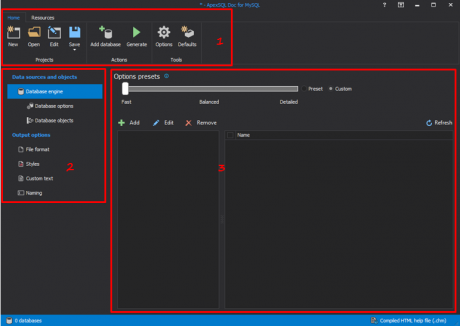 * - ApexSQL Doc for MySQL
Home Resources
New Open Edit Save Add database Generate Options Defaults
1
Projects Actions Tools
Data sources and objects
Database engine
Database options
Database objects
Output options
File format
Styles
2
Custom text
Naming
Options presets
Preset Custom
Fast Balanced Detailed
Add Edit Remove
Name
Refresh
3
0 databases
Compiled HTML help file (.chm)